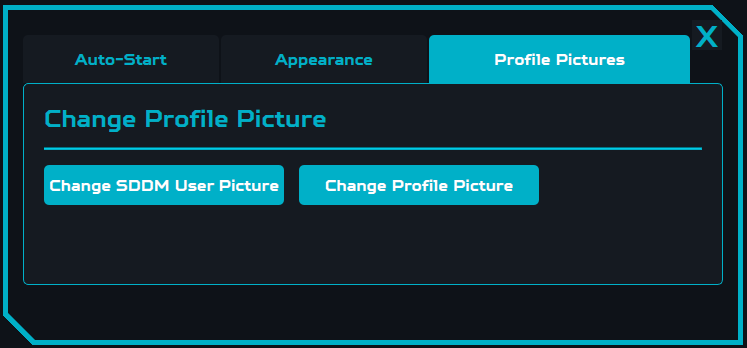 Auto-Start Appearance Profile Pictures X
Change Profile Picture
Change SDDM User Picture Change Profile Picture